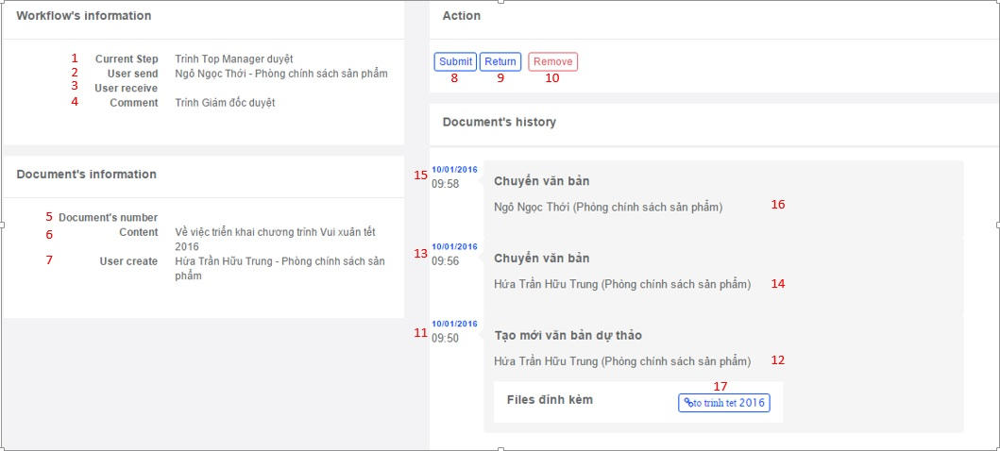 Workflow's information
1 Current Step Trình Top Manager duyệt
2 User send Ngô Ngọc Thới - Phòng chính sách sản phẩm
3 User receive
4 Comment Trình Giám đốc duyệt
Document's information
5 Document's number
6 Content Về việc triển khai chương trình Vui xuân tết
2016
7 User create Hứa Trần Hữu Trung - Phòng chính sách sản
phẩm
Action
Submit Return Remove
8 9 10
Document's history
15 10/01/2016
09:58
Chuyển văn bản
Ngô Ngọc Thới (Phòng chính sách sản phẩm) 16
13 10/01/2016
09:56
Chuyển văn bản
Hứa Trần Hữu Trung (Phòng chính sách sản phẩm) 14
11 10/01/2016
09:50
Tạo mới văn bản dự thảo
Hứa Trần Hữu Trung (Phòng chính sách sản phẩm) 12
17
Files đính kèm to trinh tet 2016